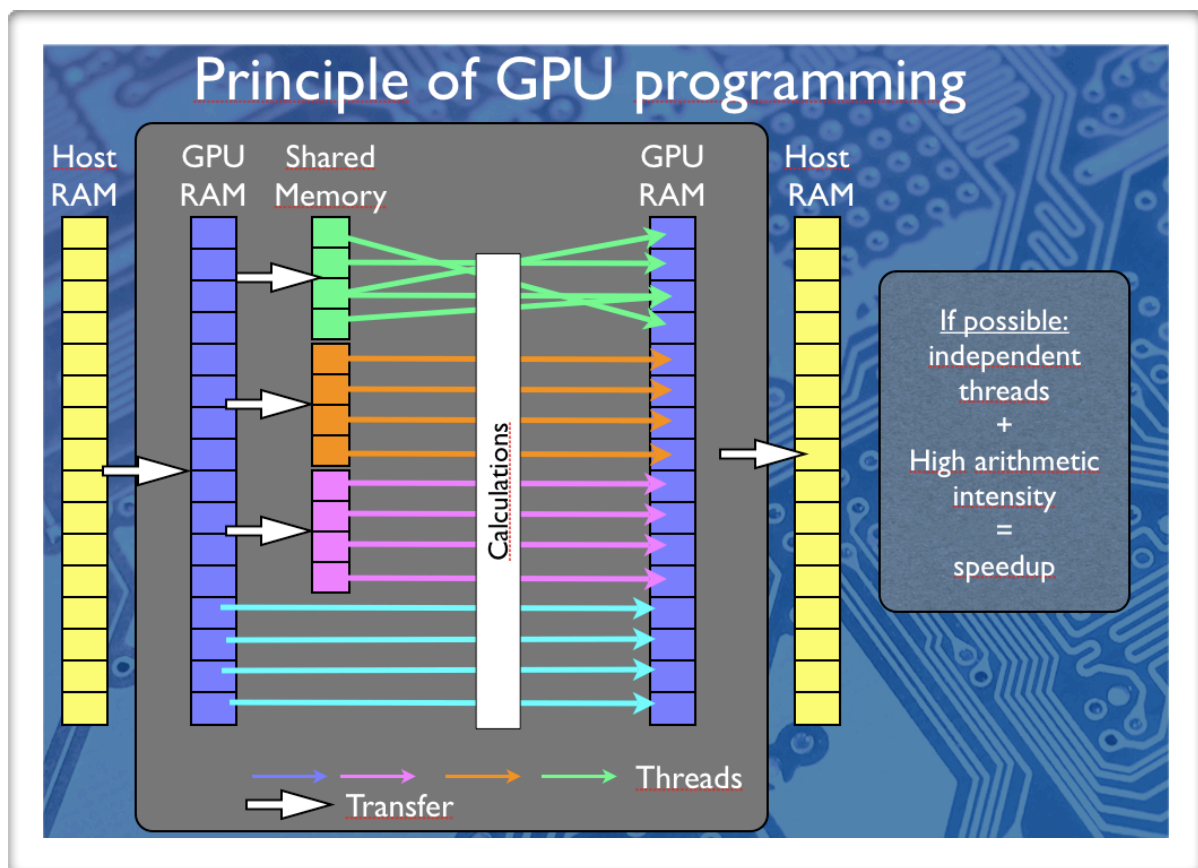 Principle of GPU programming
Host
RAM
GPU
RAM
Shared
Memory
GPU
RAM
Host
RAM
Calculations
If possible:
independent
threads
+
High arithmetic
intensity
=
speedup
Threads
Transfer